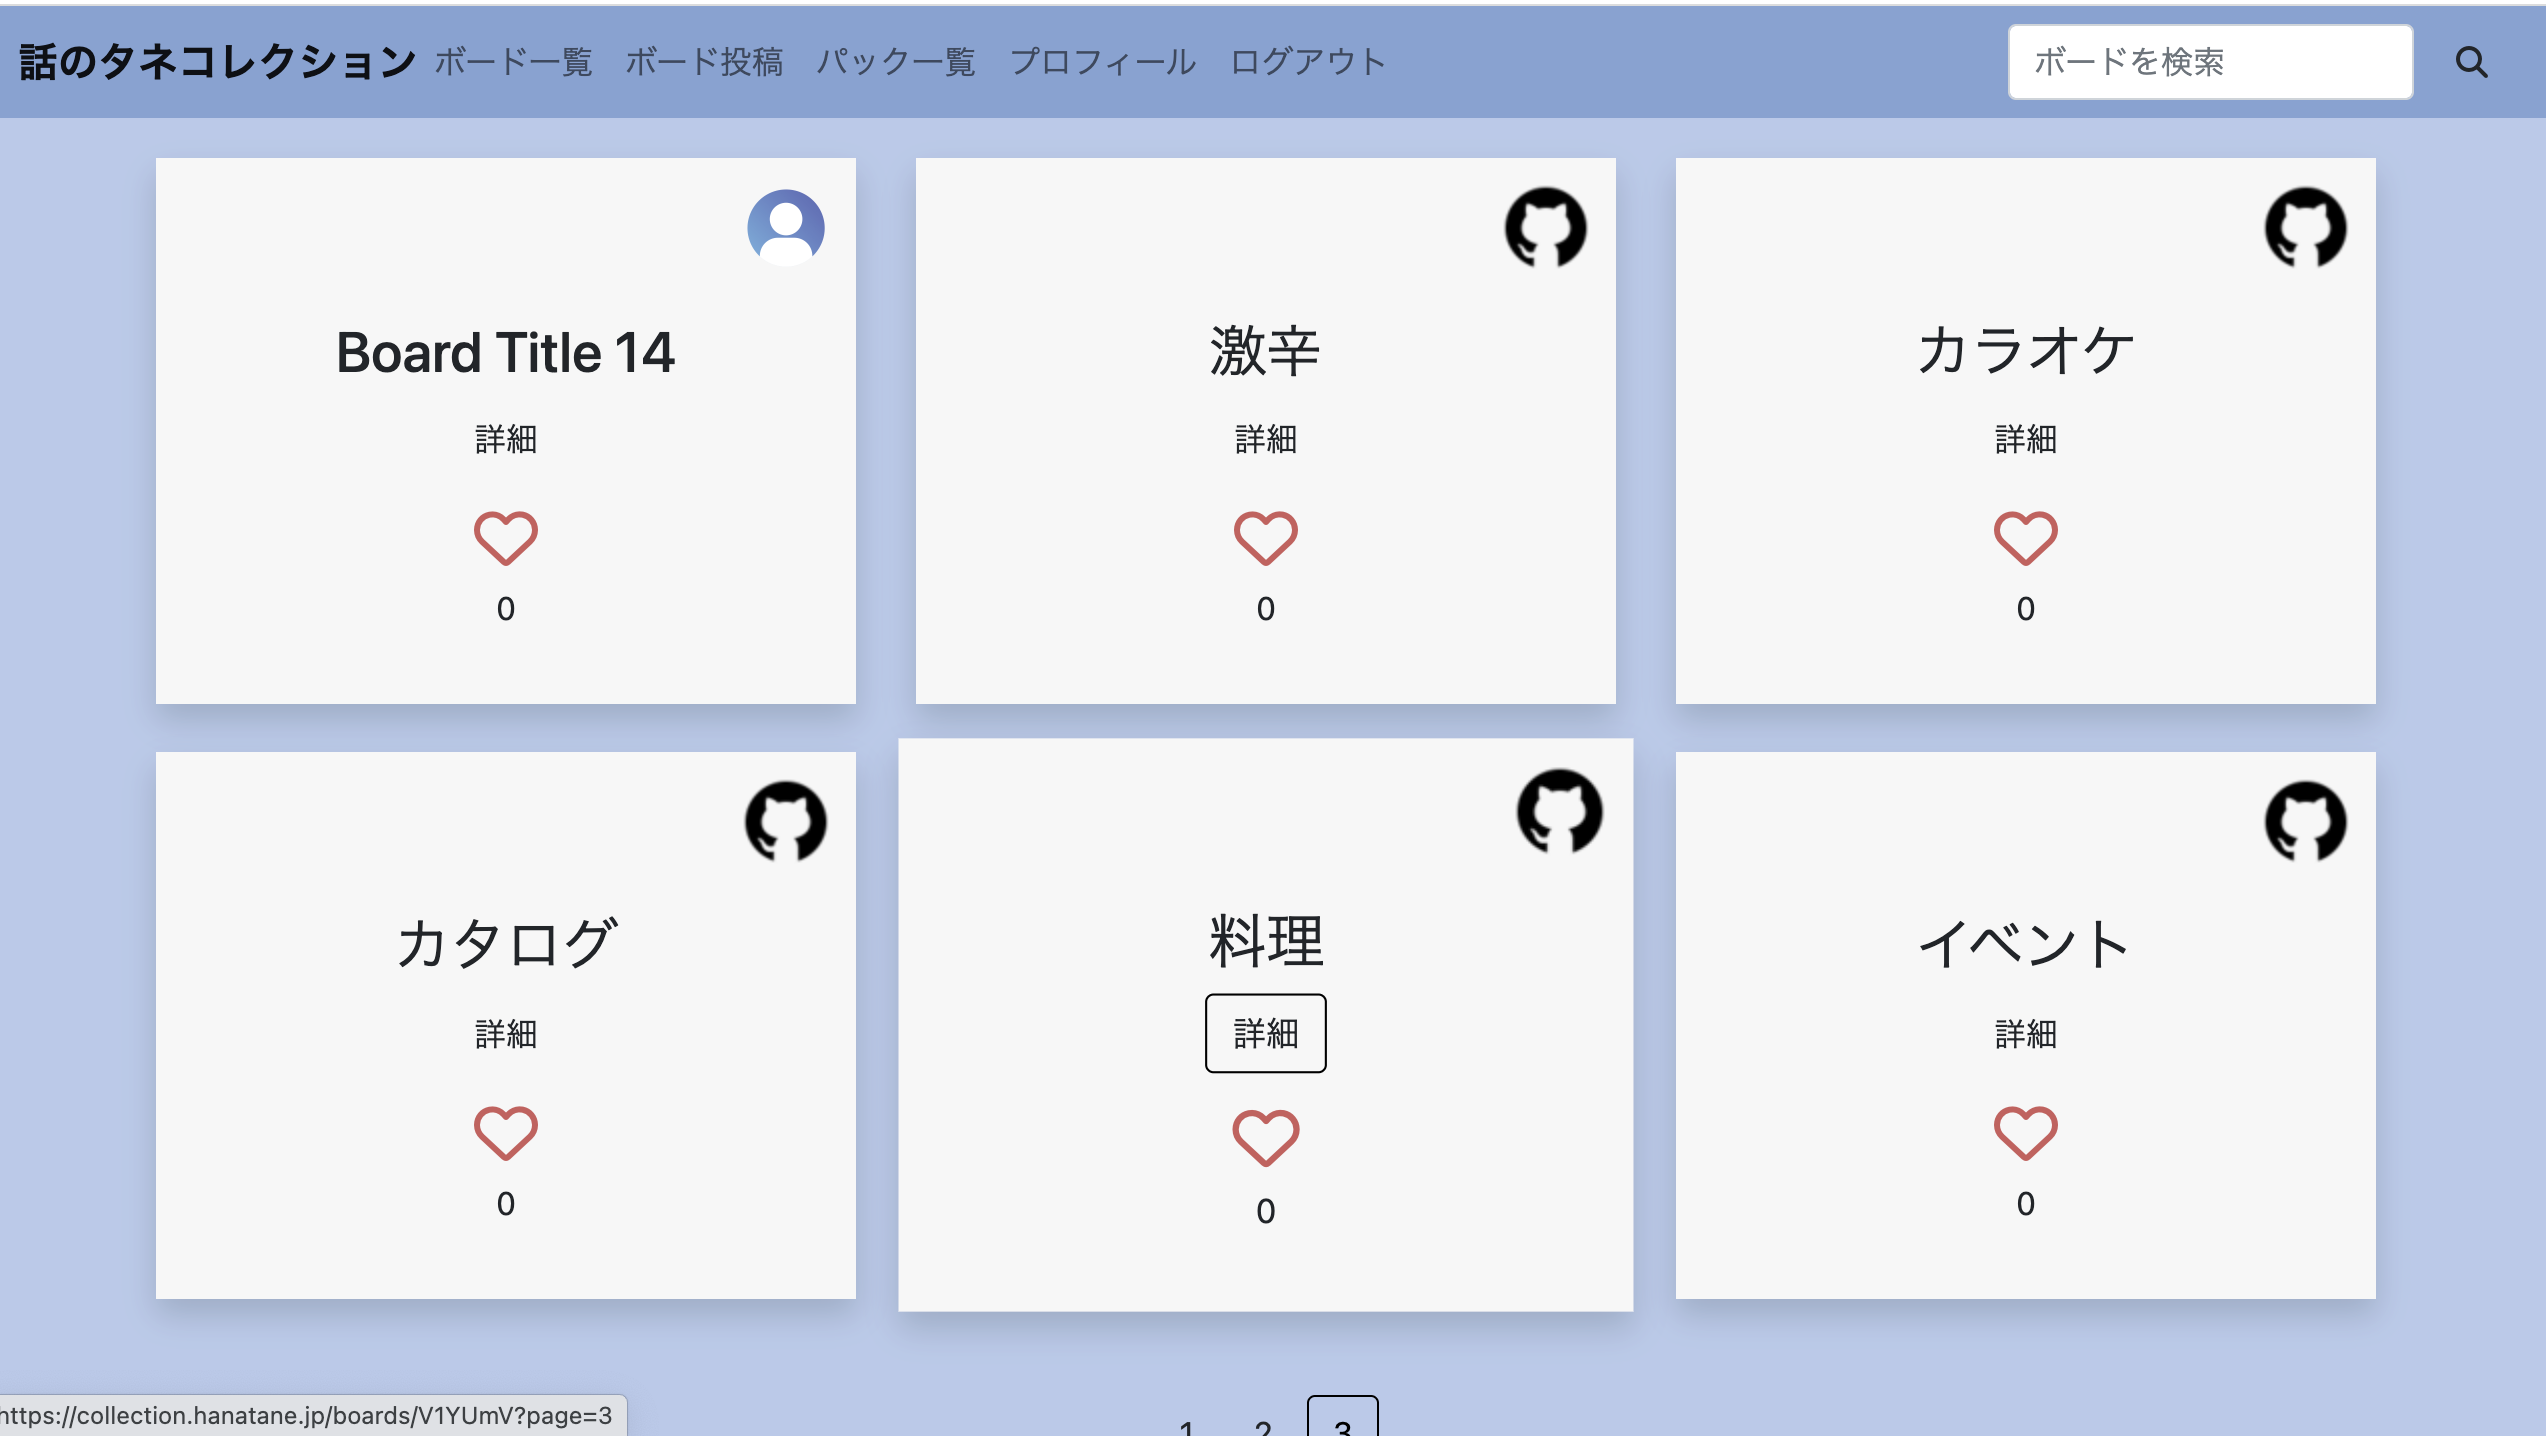 話のタネコレクション ボード一覧 ボード投稿 パック一覧 プロフィール ログアウト ボードを検索
Board Title 14
詳細
0
激辛
詳細
0
カラオケ
詳細
0
カタログ
詳細
0
料理
詳細
0
イベント
詳細
0
1 2 3
https://collection.hanatane.jp/boards/V1YUmV?page=3